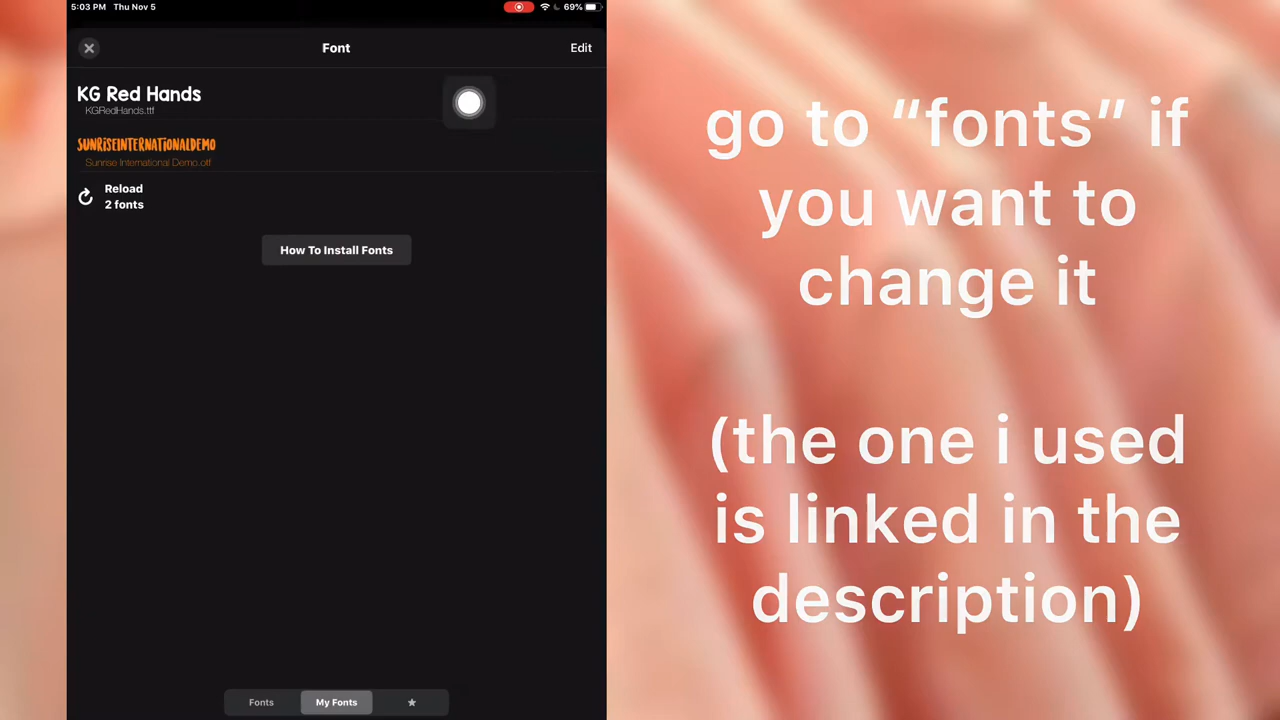 5:03 PM Thu Nov 5
69%
Font
Edit
KG Red Hands
KGRedHands.ttf
SUNRISEINTERNATIONALDEMO
Sunrise International Demo.otf
Reload
2 fonts
How To Install Fonts
Fonts
My Fonts
go to “fonts” if
you want to
change it
(the one i used
is linked in the
description)